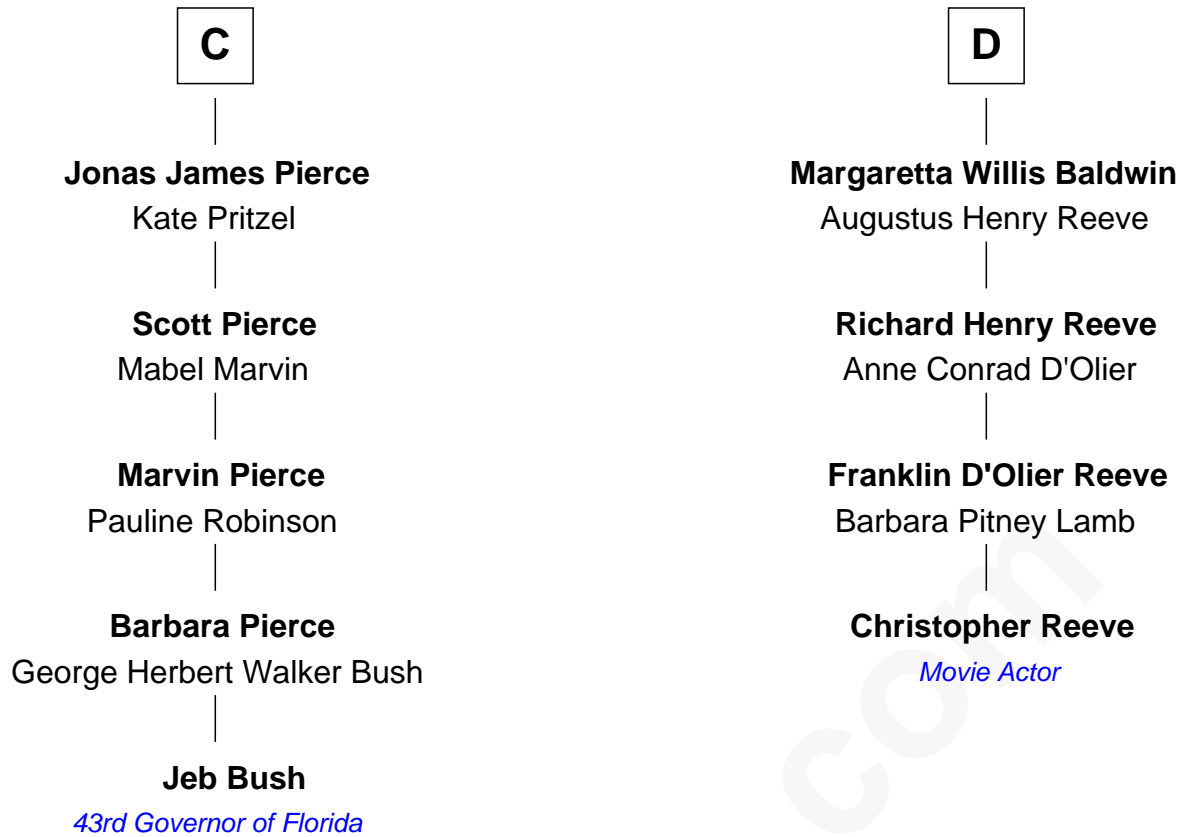 C
Jonas James Pierce
Kate Pritzel
Scott Pierce
Mabel Marvin
Marvin Pierce
Pauline Robinson
Barbara Pierce
George Herbert Walker Bush
Jeb Bush
43rd Governor of Florida
D
Margaretta Willis Baldwin
Augustus Henry Reeve
Richard Henry Reeve
Anne Conrad D'Olier
Franklin D'Olier Reeve
Barbara Pitney Lamb
Christopher Reeve
Movie Actor
com